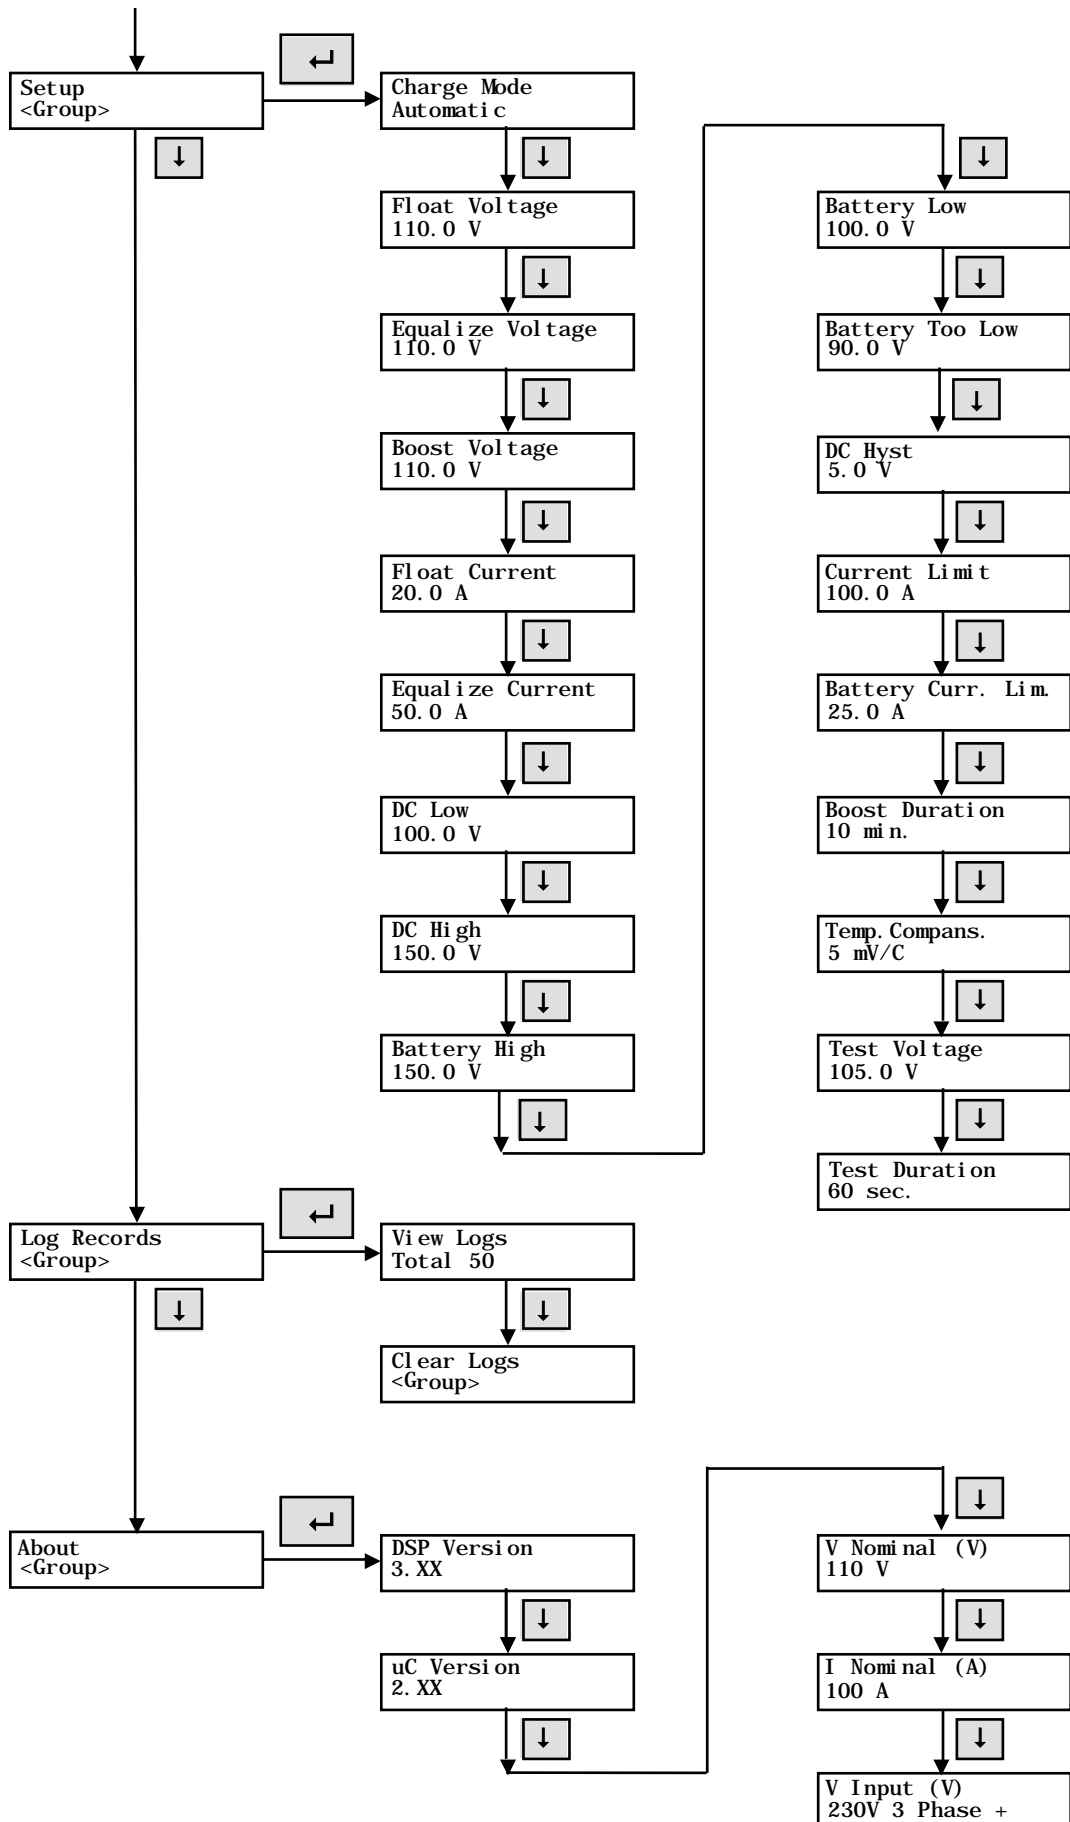 Setup
<Group>
↵
Charge Mode
Automatic
↓
↓
Float Voltage
110.0 V
↓
Equalize Voltage
110.0 V
↓
Boost Voltage
110.0 V
↓
Float Current
20.0 A
↓
Equalize Current
50.0 A
↓
DC Low
100.0 V
↓
DC High
150.0 V
↓
Battery High
150.0 V
↓
↓
Battery Low
100.0 V
↓
Battery Too Low
90.0 V
↓
DC Hyst
5.0 V
↓
Current Limit
100.0 A
↓
Battery Curr. Lim.
25.0 A
↓
Boost Duration
10 min.
↓
Temp.Compans.
5 mV/C
↓
Test Voltage
105.0 V
↓
Test Duration
60 sec.
Log Records
<Group>
↵
View Logs
Total 50
↓
↓
Clear Logs
<Group>
About
<Group>
↵
DSP Version
3.XX
↓
uC Version
2.XX
↓
↓
V Nominal (V)
110 V
↓
I Nominal (A)
100 A
↓
V Input (V)
230V 3 Phase +